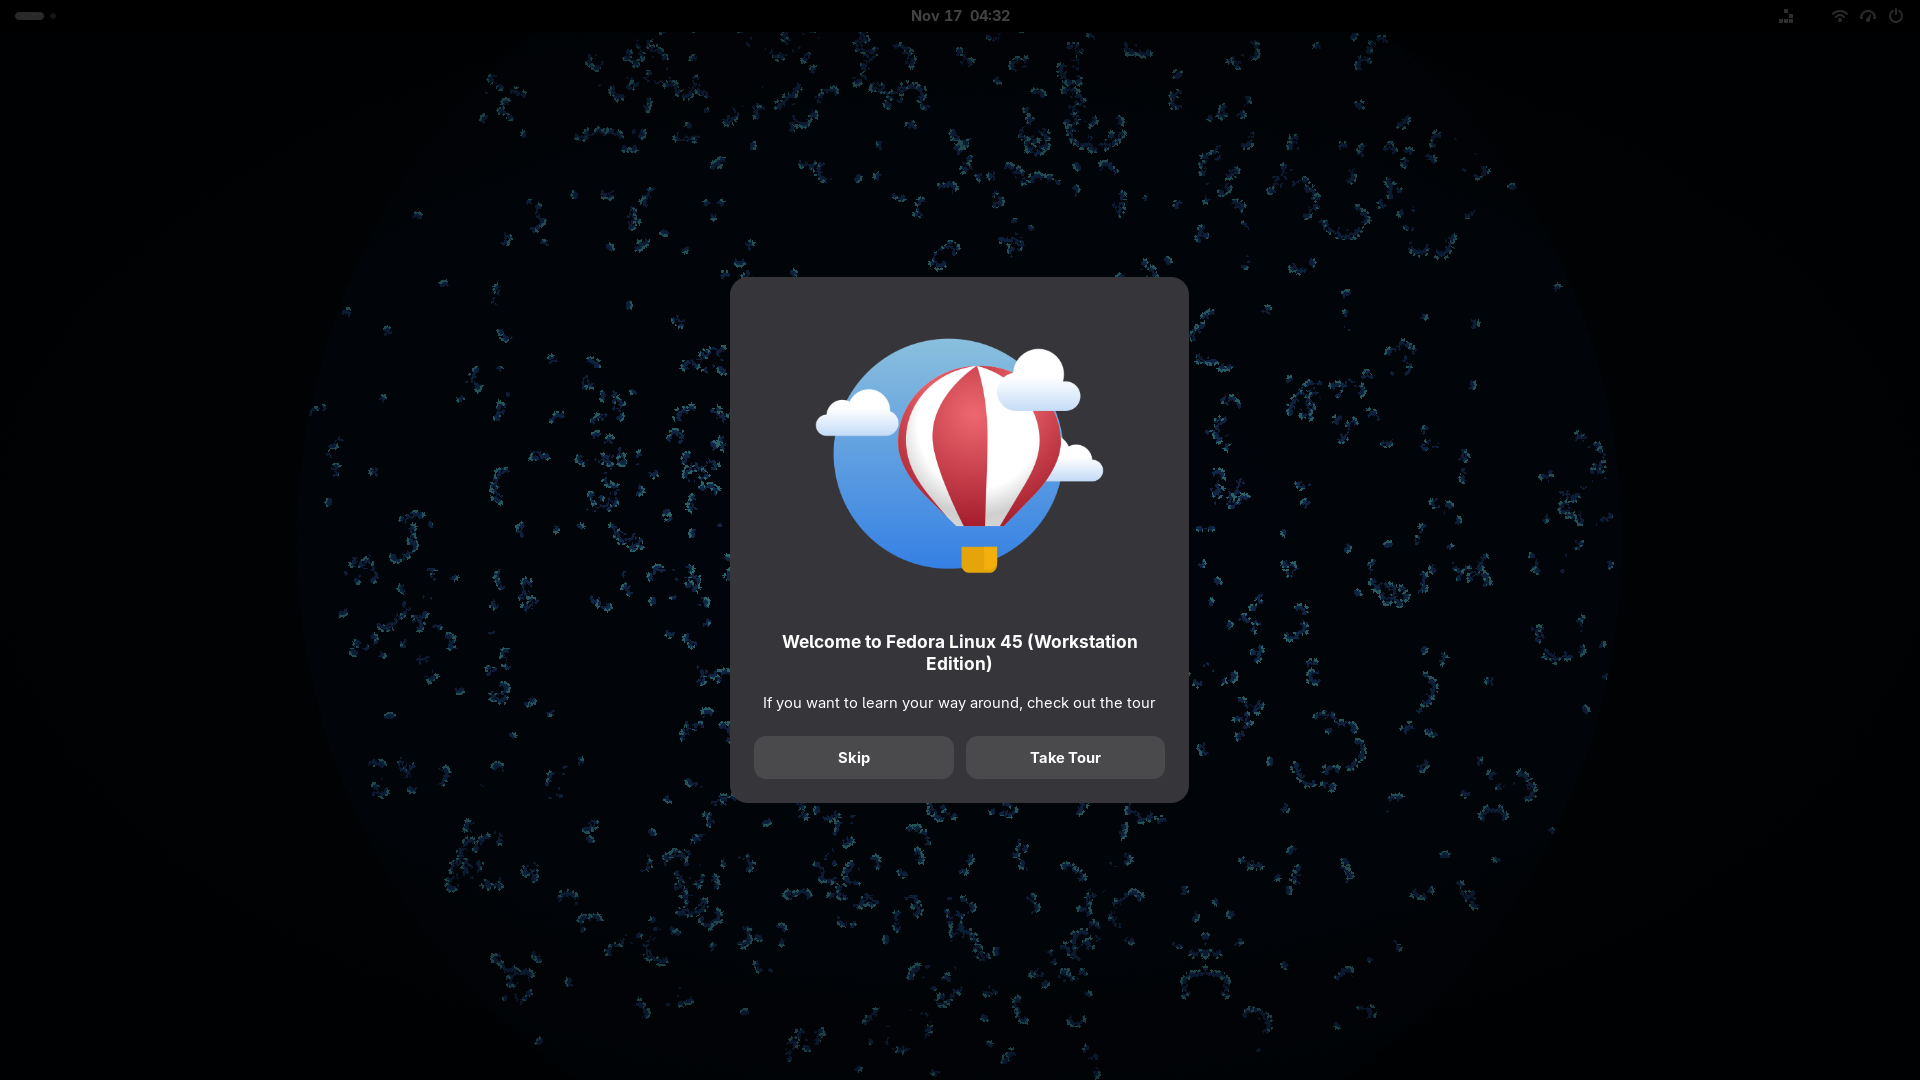 Nov 17 04:32
Welcome to Fedora Linux 45 (Workstation
Edition)
If you want to learn your way around, check out the tour
Skip
Take Tour